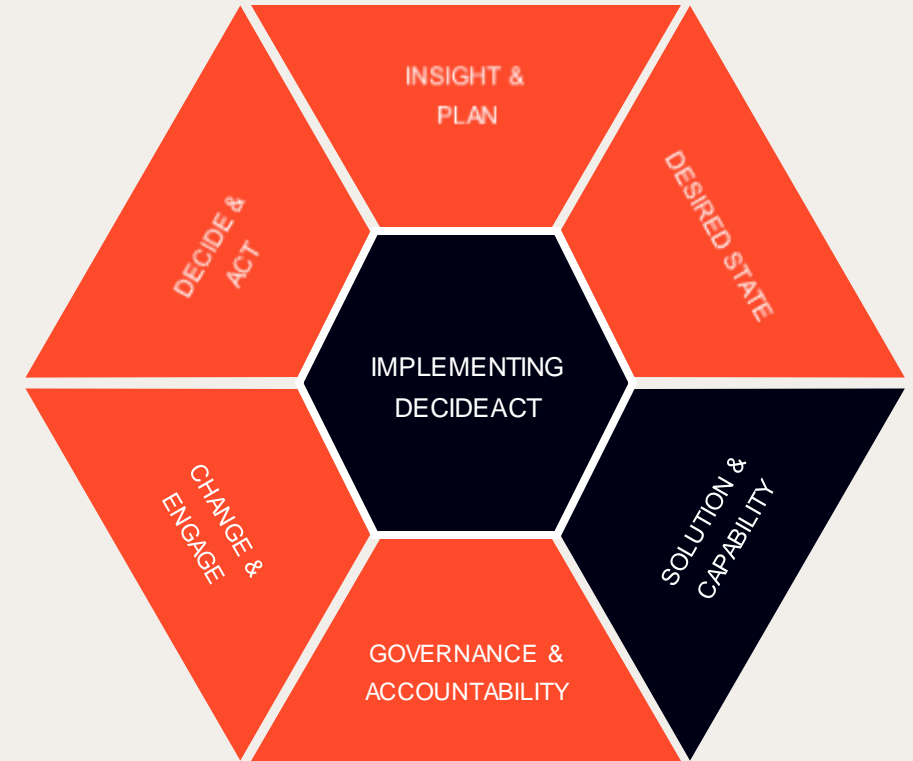 INSIGHT &
PLAN
DESIRED STATE
DECIDE &
ACT
IMPLEMENTING
DECIDEACT
SOLUTION &
CAPABILITY
CHANGE &
ENGAGE
GOVERNANCE &
ACCOUNTABILITY